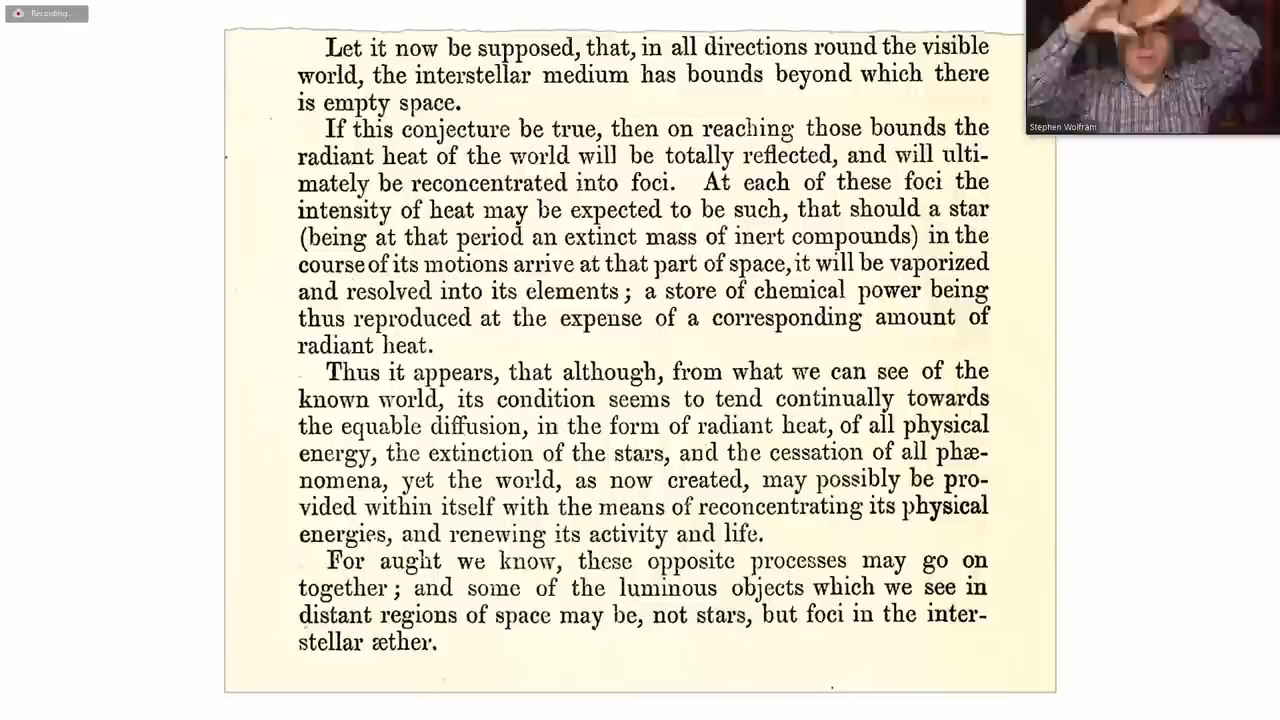 Recording...
Let it now be supposed, that, in all directions round the visible
world, the interstellar medium has bounds beyond which there
is empty space.
If this conjecture be true, then on reaching those bounds the
radiant heat of the world will be totally reflected, and will ulti-
mately be reconcentrated into foci. At each of these foci the
intensity of heat may be expected to be such, that should a star
(being at that period an extinct mass of inert compounds) in the
course of its motions arrive at that part of space, it will be vaporized
and resolved into its elements; a store of chemical power being
thus reproduced at the expense of a corresponding amount of
radiant heat.
Thus it appears, that although, from what we can see of the
known world, its condition seems to tend continually towards
the equable diffusion, in the form of radiant heat, of all physical
energy, the extinction of the stars, and the cessation of all phæ-
nomena, yet the world, as now created, may possibly be pro-
vided within itself with the means of reconcentrating its physical
energies, and renewing its activity and life.
For aught we know, these opposite processes may go on
together; and some of the luminous objects which we see in
distant regions of space may be, not stars, but foci in the inter-
stellar æther.
Stephen Wolfram